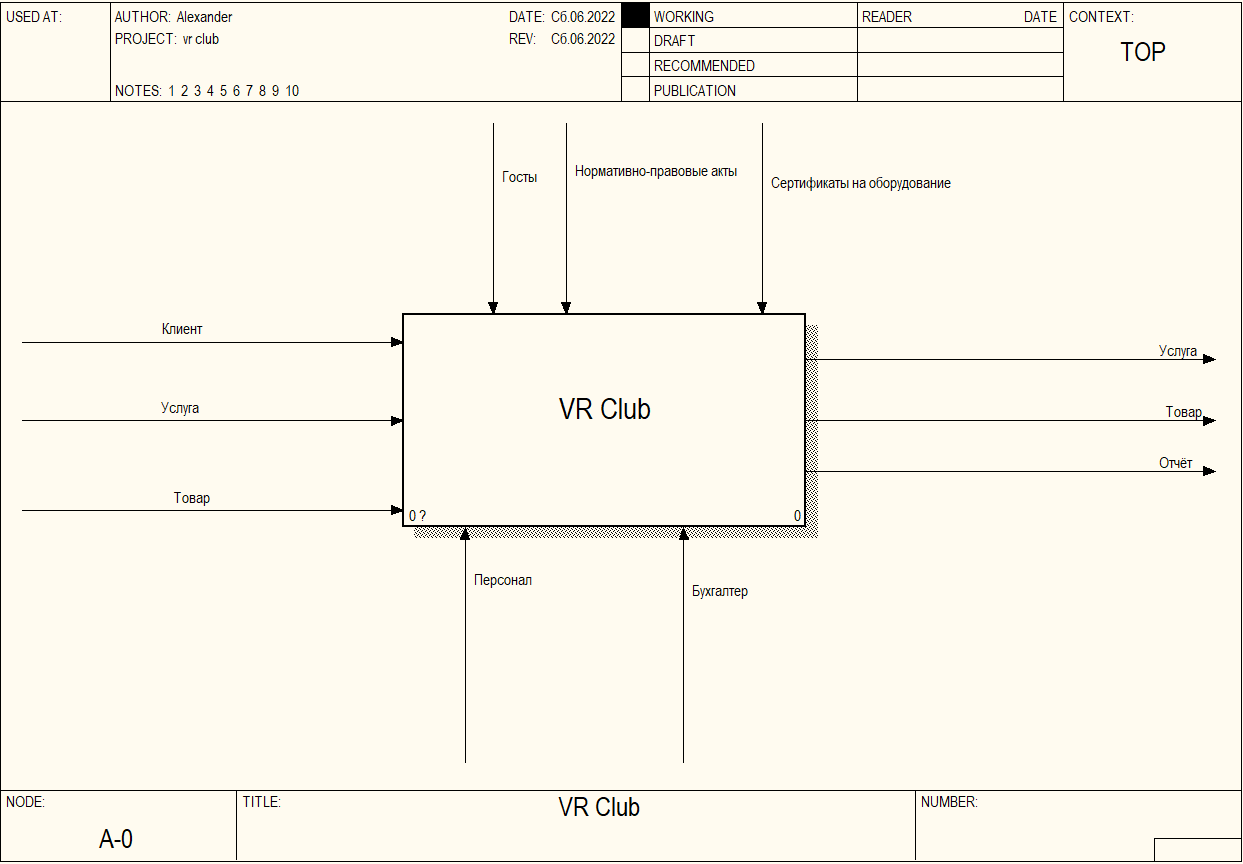 USED AT:
AUTHOR: Alexander
DATE: Сб.06.2022
WORKING
READER
DATE
CONTEXT:
PROJECT: vr club
REV: Сб.06.2022
DRAFT
TOP
RECOMMENDED
NOTES: 1 2 3 4 5 6 7 8 9 10
PUBLICATION
Госты
Нормативно-правовые акты
Сертификаты на оборудование
Клиент
Услуга
Товар
VR Club
0 ?
0
Услуга
Товар
Отчёт
Персонал
Бухгалтер
NODE:
A-0
TITLE:
VR Club
NUMBER: